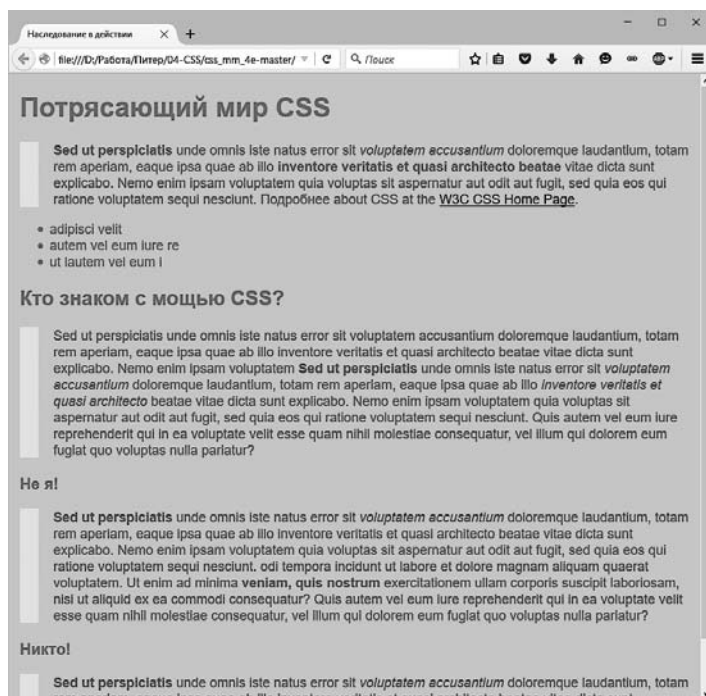 Наследование в действии
file:///D:/Работа/Питер/04-CSS/css_mm_4e-master/
Поиск
ABP
Потрясающий мир CSS
Sed ut perspiciatis unde omnis iste natus error sit voluptatem accusantium doloremque laudantium, totam
rem aperiam, eaque ipsa quae ab illo inventore veritatis et quasi architecto beatae vitae dicta sunt
explicabo. Nemo enim ipsam voluptatem quia voluptas sit aspernatur aut odit aut fugit, sed quia eos qui
ratione voluptatem sequi nesciunt. Подробнее about CSS at the W3C CSS Home Page.
• adipisci velit
• autem vel eum iure re
• ut lautem vel eum i
Кто знаком с мощью CSS?
Sed ut perspiciatis unde omnis iste natus error sit voluptatem accusantium doloremque laudantium, totam
rem aperiam, eaque ipsa quae ab illo inventore veritatis et quasi architecto beatae vitae dicta sunt
explicabo. Nemo enim ipsam voluptatem Sed ut perspiciatis unde omnis iste natus error sit voluptatem
accusantium doloremque laudantium, totam rem aperiam, eaque ipsa quae ab illo inventore veritatis et
quasi architecto beatae vitae dicta sunt explicabo. Nemo enim ipsam voluptatem quia voluptas sit
aspernatur aut odit aut fugit, sed quia eos qui ratione voluptatem sequi nesciunt. Quis autem vel eum iure
reprehenderit qui in ea voluptate velit esse quam nihil molestiae consequatur, vel illum qui dolorem eum
fugiat quo voluptas nulla pariatur?
Не я!
Sed ut perspiciatis unde omnis iste natus error sit voluptatem accusantium doloremque laudantium, totam
rem aperiam, eaque ipsa quae ab illo inventore veritatis et quasi architecto beatae vitae dicta sunt
explicabo. Nemo enim ipsam voluptatem quia voluptas sit aspernatur aut odit aut fugit, sed quia eos qui
ratione voluptatem sequi nesciunt. odi tempora incidunt ut labore et dolore magnam aliquam quaerat
voluptatem. Ut enim ad minima veniam, quis nostrum exercitationem ullam corporis suscipit laboriosam,
nisi ut aliquid ex ea commodi consequatur? Quis autem vel eum iure reprehenderit qui in ea voluptate velit
esse quam nihil molestiae consequatur, vel illum qui dolorem eum fugiat quo voluptas nulla pariatur?
Никто!
Sed ut perspiciatis unde omnis iste natus error sit voluptatem accusantium doloremque laudantium, totam